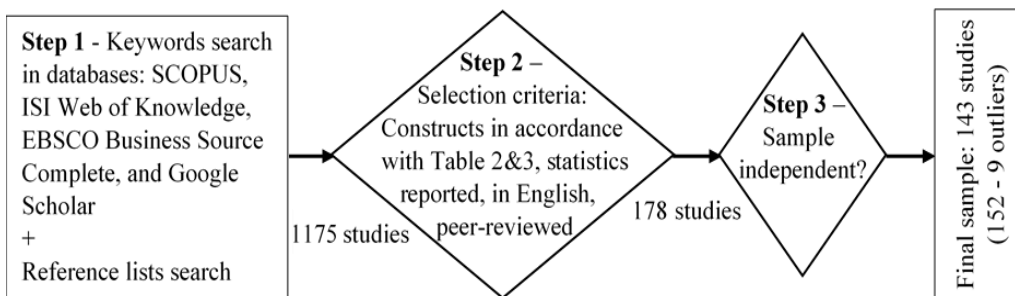 Step 1 - Keywords search
in databases: SCOPUS,
ISI Web of Knowledge,
EBSCO Business Source
Complete, and Google
Scholar
+
Reference lists search
1175 studies
Step 2 –
Selection criteria:
Constructs in accordance
with Table 2&3, statistics
reported, in English,
peer-reviewed
178 studies
Step 3 –
Sample
independent?
Final sample: 143 studies
(152 - 9 outliers)